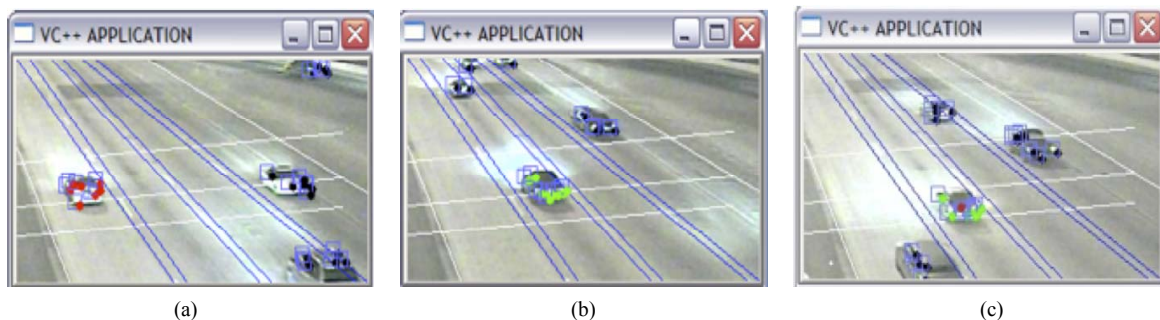 VC++ APPLICATION
VC++ APPLICATION
VC++ APPLICATION
(a)
(b)
(c)